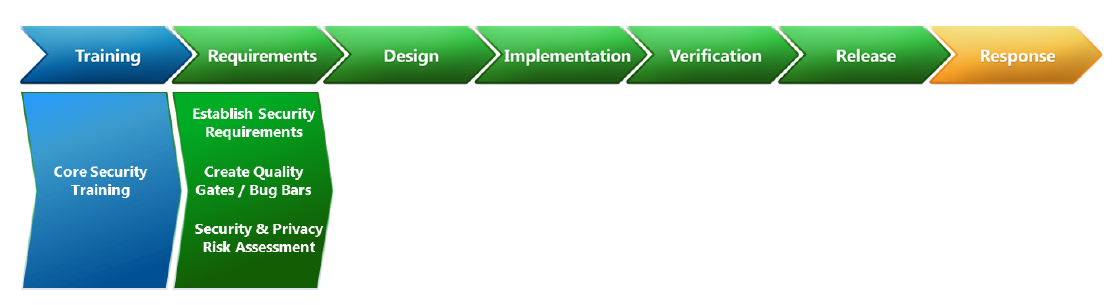 Training
Requirements
Design
Implementation
Verification
Release
Response
Core Security
Training
Establish Security
Requirements
Create Quality
Gates / Bug Bars
Security & Privacy
Risk Assessment